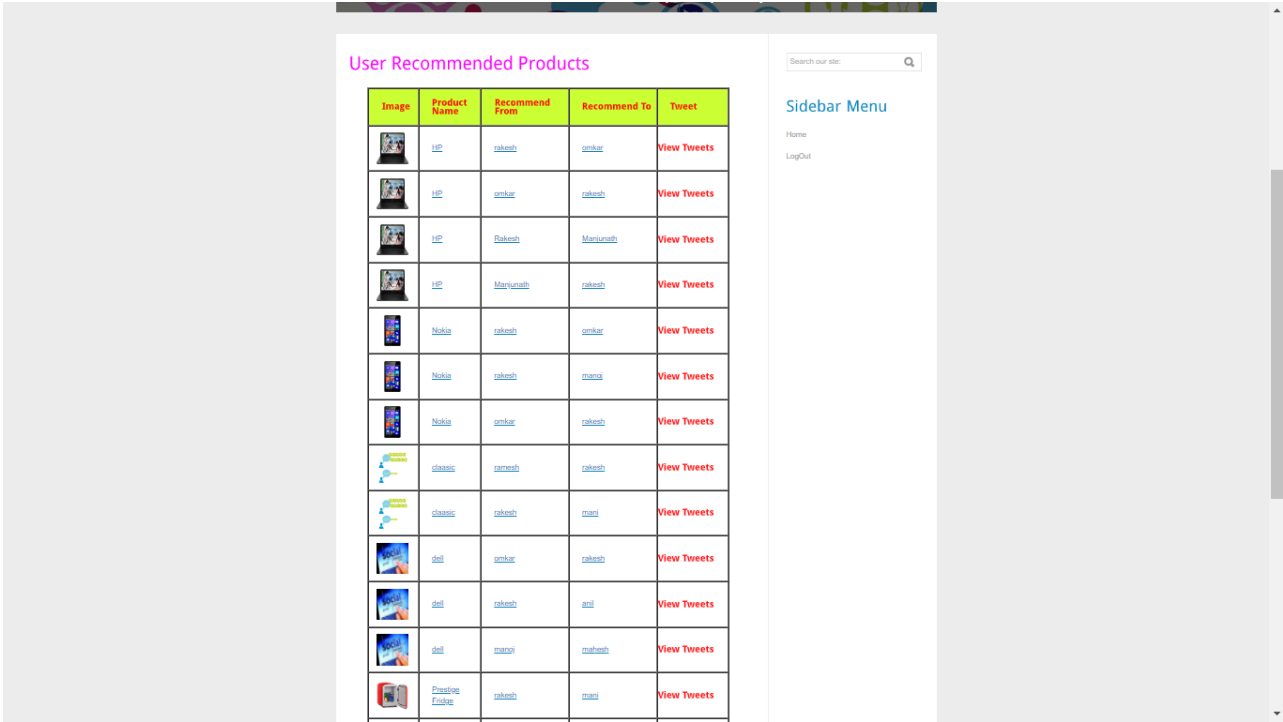 User Recommended Products
Search our site:
Sidebar Menu
Home
LogOut
Image Product Name Recommend From Recommend To Tweet
HP rakesh omkar View Tweets
HP omkar rakesh View Tweets
HP Rakesh Manjunath View Tweets
HP Manjunath rakesh View Tweets
Nokia rakesh omkar View Tweets
Nokia rakesh manoj View Tweets
Nokia omkar rakesh View Tweets
claasic ramesh rakesh View Tweets
claasic rakesh mani View Tweets
dell omkar rakesh View Tweets
dell rakesh anil View Tweets
dell manoj mahesh View Tweets
Prestige Fridge rakesh mani View Tweets